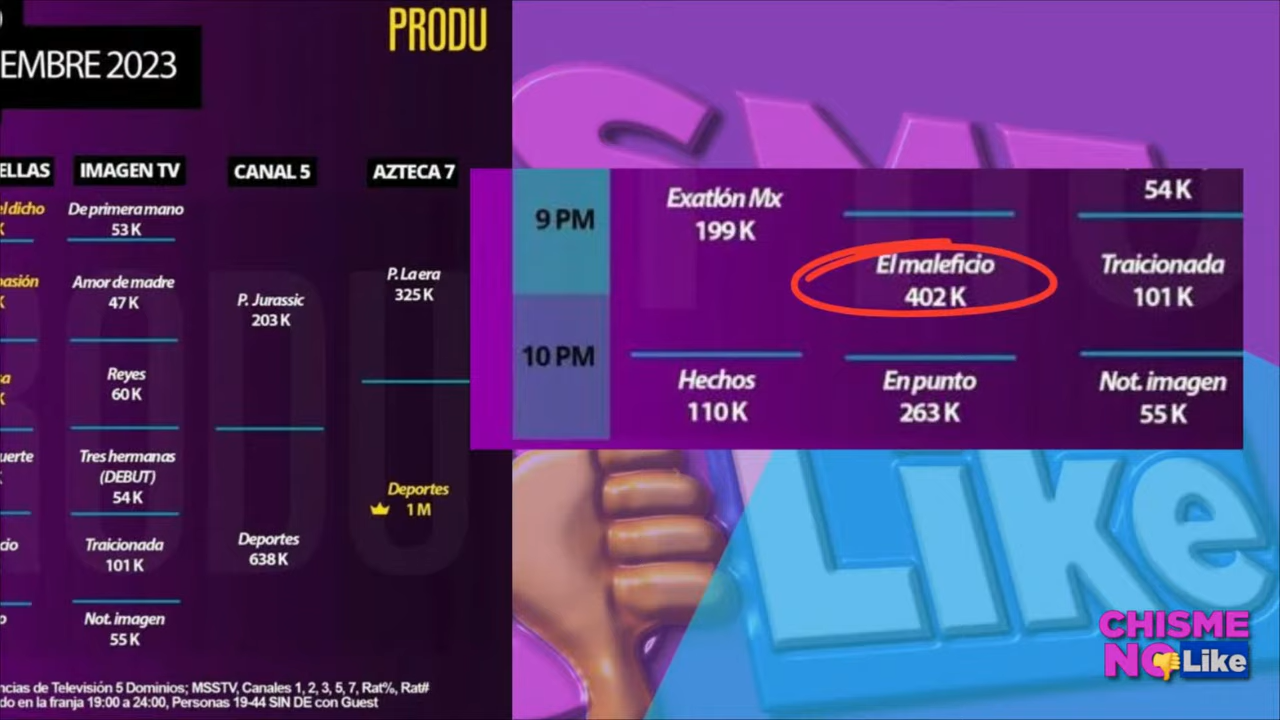 PRODU
EMBRE 2023
ELLAS
IMAGEN TV
CANAL 5
AZTECA 7
el dicho
K
De primera mano
53 K
Amor de madre
47 K
P. Jurassic
203 K
P. La era
325 K
K
Reyes
60 K
K
Tres hermanas
(DEBUT)
54 K
Deportes
1 M
Traicionada
101 K
Deportes
638 K
Not. imagen
55 K
ncias de Televisión 5 Dominios; MSSTV, Canales 1, 2, 3, 5, 7, Rat%, Rat#
do en la franja 19:00 a 24:00, Personas 19-44 SIN DE con Guest
9 PM
Exatlón Mx
199 K
54 K
El maleficio
402 K
Traicionada
101 K
10 PM
Hechos
110 K
En punto
263 K
Not. imagen
55 K
Like
CHISME
NO Like